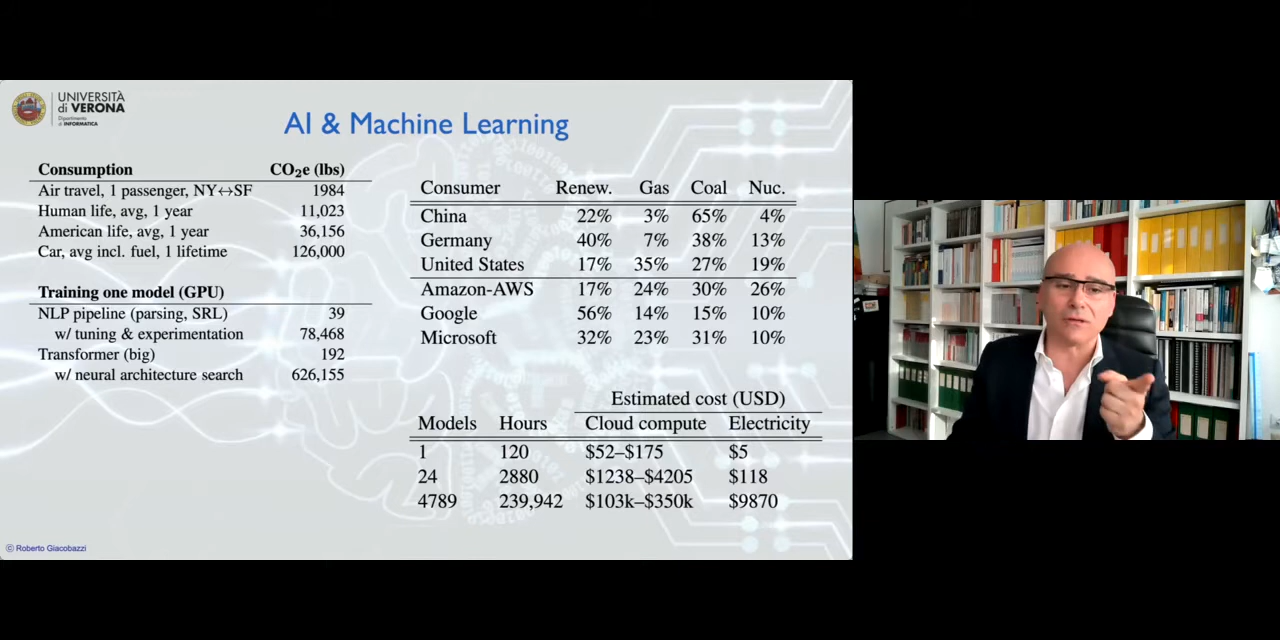 UNIVERSITÀ
di VERONA
Dipartimento
di INFORMATICA
AI & Machine Learning
Consumption CO₂e (lbs)
Air travel, 1 passenger, NY↔SF 1984
Human life, avg, 1 year 11,023
American life, avg, 1 year 36,156
Car, avg incl. fuel, 1 lifetime 126,000
Training one model (GPU)
NLP pipeline (parsing, SRL) 39
w/ tuning & experimentation 78,468
Transformer (big) 192
w/ neural architecture search 626,155
Consumer Renew. Gas Coal Nuc.
China 22% 3% 65% 4%
Germany 40% 7% 38% 13%
United States 17% 35% 27% 19%
Amazon-AWS 17% 24% 30% 26%
Google 56% 14% 15% 10%
Microsoft 32% 23% 31% 10%
Estimated cost (USD)
Models Hours Cloud compute Electricity
1 120 $52–$175 $5
24 2880 $1238–$4205 $118
4789 239,942 $103k–$350k $9870
© Roberto Giacobazzi